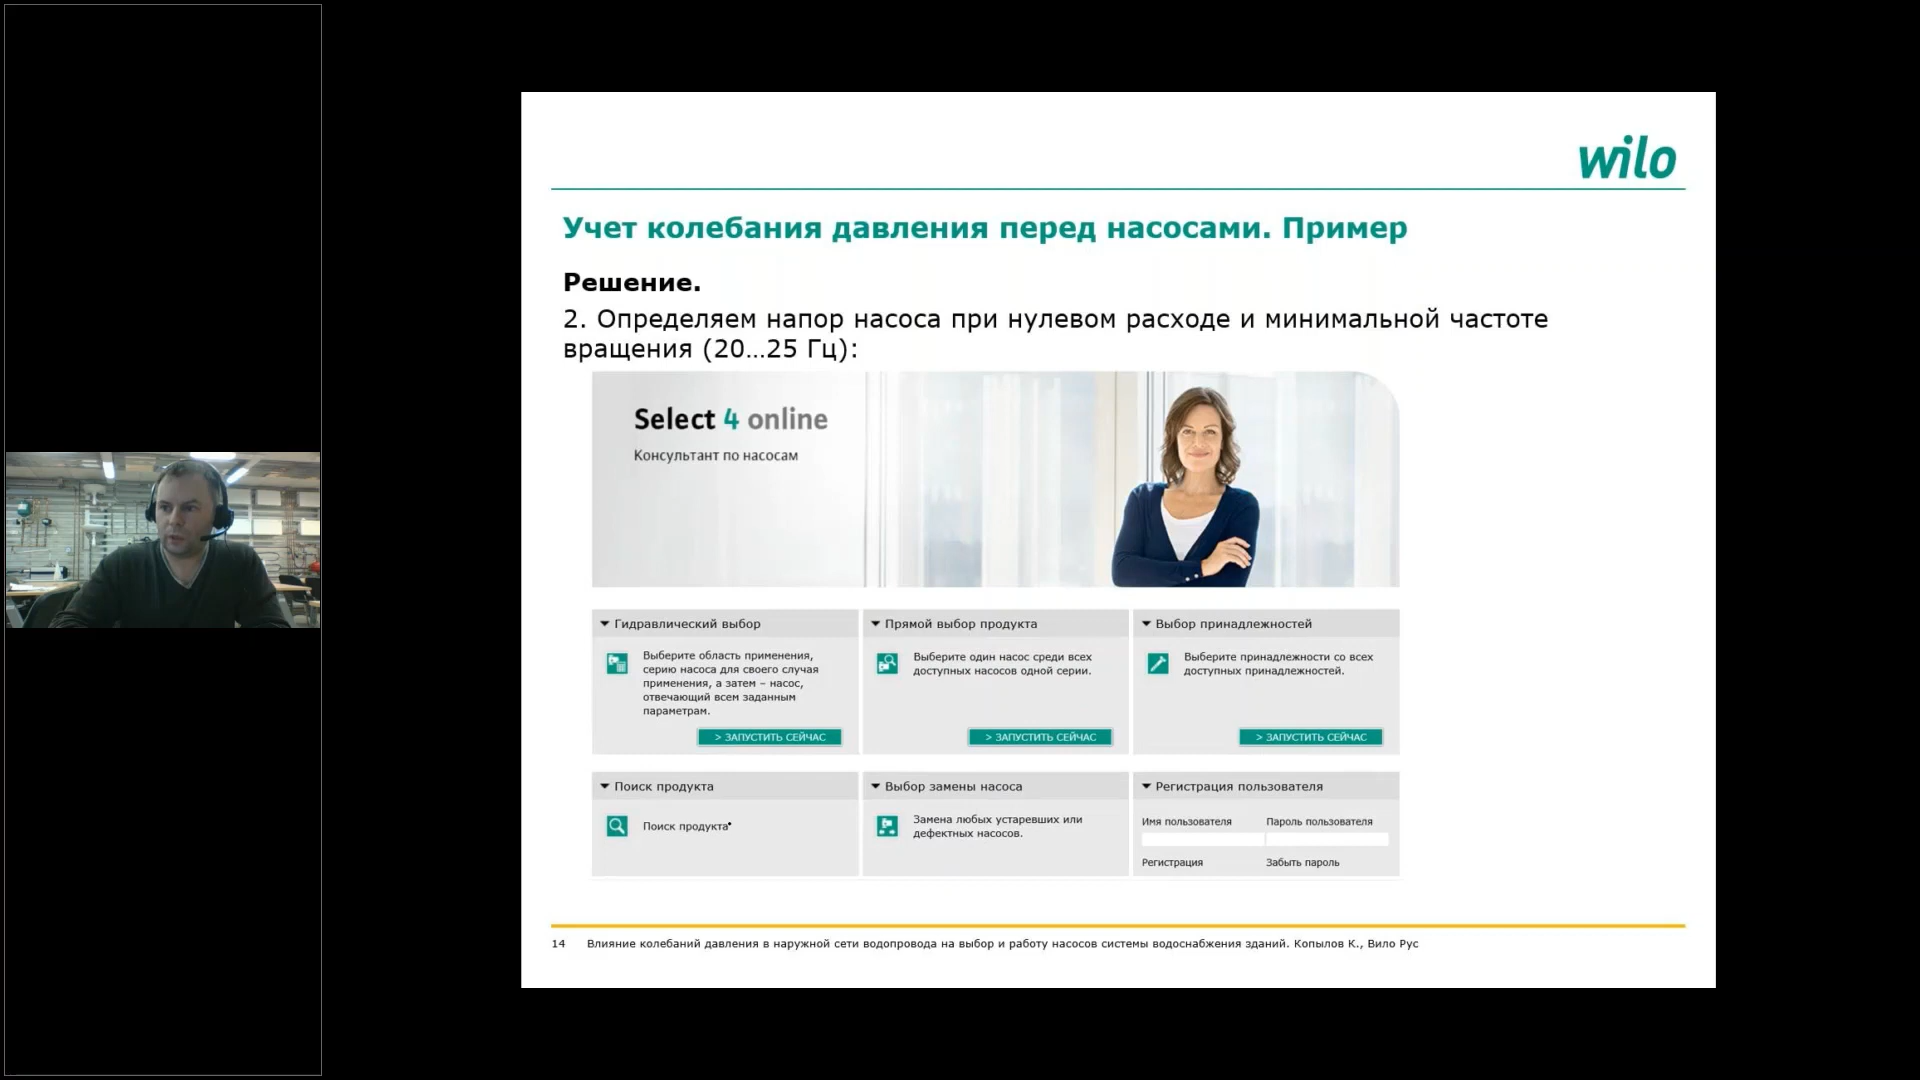 wilo
Учет колебания давления перед насосами. Пример
Решение.
2. Определяем напор насоса при нулевом расходе и минимальной частоте
вращения (20…25 Гц):
Select 4 online
Консультант по насосам
Гидравлический выбор
Выберите область применения,
серию насоса для своего случая
применения, а затем – насос,
отвечающий всем заданным
параметрам.
> ЗАПУСТИТЬ СЕЙЧАС
Прямой выбор продукта
Выберите один насос среди всех
доступных насосов одной серии.
> ЗАПУСТИТЬ СЕЙЧАС
Выбор принадлежностей
Выберите принадлежности со всех
доступных принадлежностей.
> ЗАПУСТИТЬ СЕЙЧАС
Поиск продукта
Поиск продукта
Выбор замены насоса
Замена любых устаревших или
дефектных насосов.
Регистрация пользователя
Имя пользователя Пароль пользователя
Регистрация Забыть пароль
14 Влияние колебаний давления в наружной сети водопровода на выбор и работу насосов системы водоснабжения зданий. Копылов К., Вило Рус